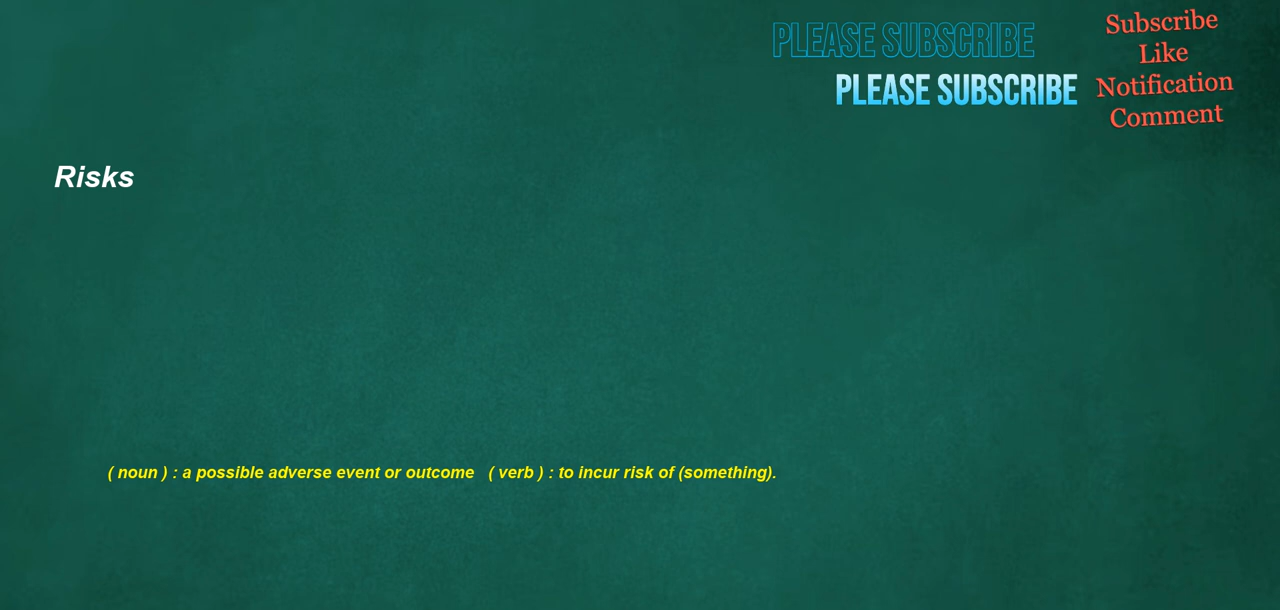 PLEASE SUBSCRIBE
PLEASE SUBSCRIBE
Subscribe
Like
Notification
Comment
Risks
( noun ) : a possible adverse event or outcome ( verb ) : to incur risk of (something).